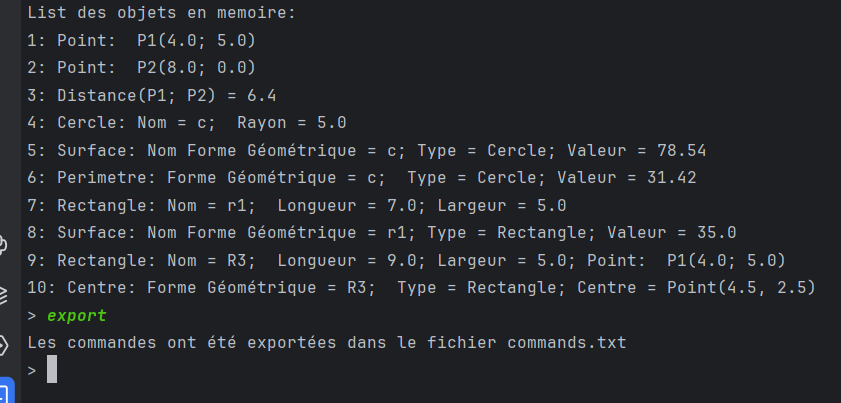 List des objets en memoire:
1: Point:  P1(4.0; 5.0)
2: Point:  P2(8.0; 0.0)
3: Distance(P1; P2) = 6.4
4: Cercle: Nom = c;  Rayon = 5.0
5: Surface: Nom Forme Géométrique = c; Type = Cercle; Valeur = 78.54
6: Perimetre: Forme Géométrique = c;  Type = Cercle; Valeur = 31.42
7: Rectangle: Nom = r1;  Longueur = 7.0; Largeur = 5.0
8: Surface: Nom Forme Géométrique = r1; Type = Rectangle; Valeur = 35.0
9: Rectangle: Nom = R3;  Longueur = 9.0; Largeur = 5.0; Point:  P1(4.0; 5.0)
10: Centre: Forme Géométrique = R3;  Type = Rectangle; Centre = Point(4.5, 2.5)
> export
Les commandes ont été exportées dans le fichier commands.txt
>